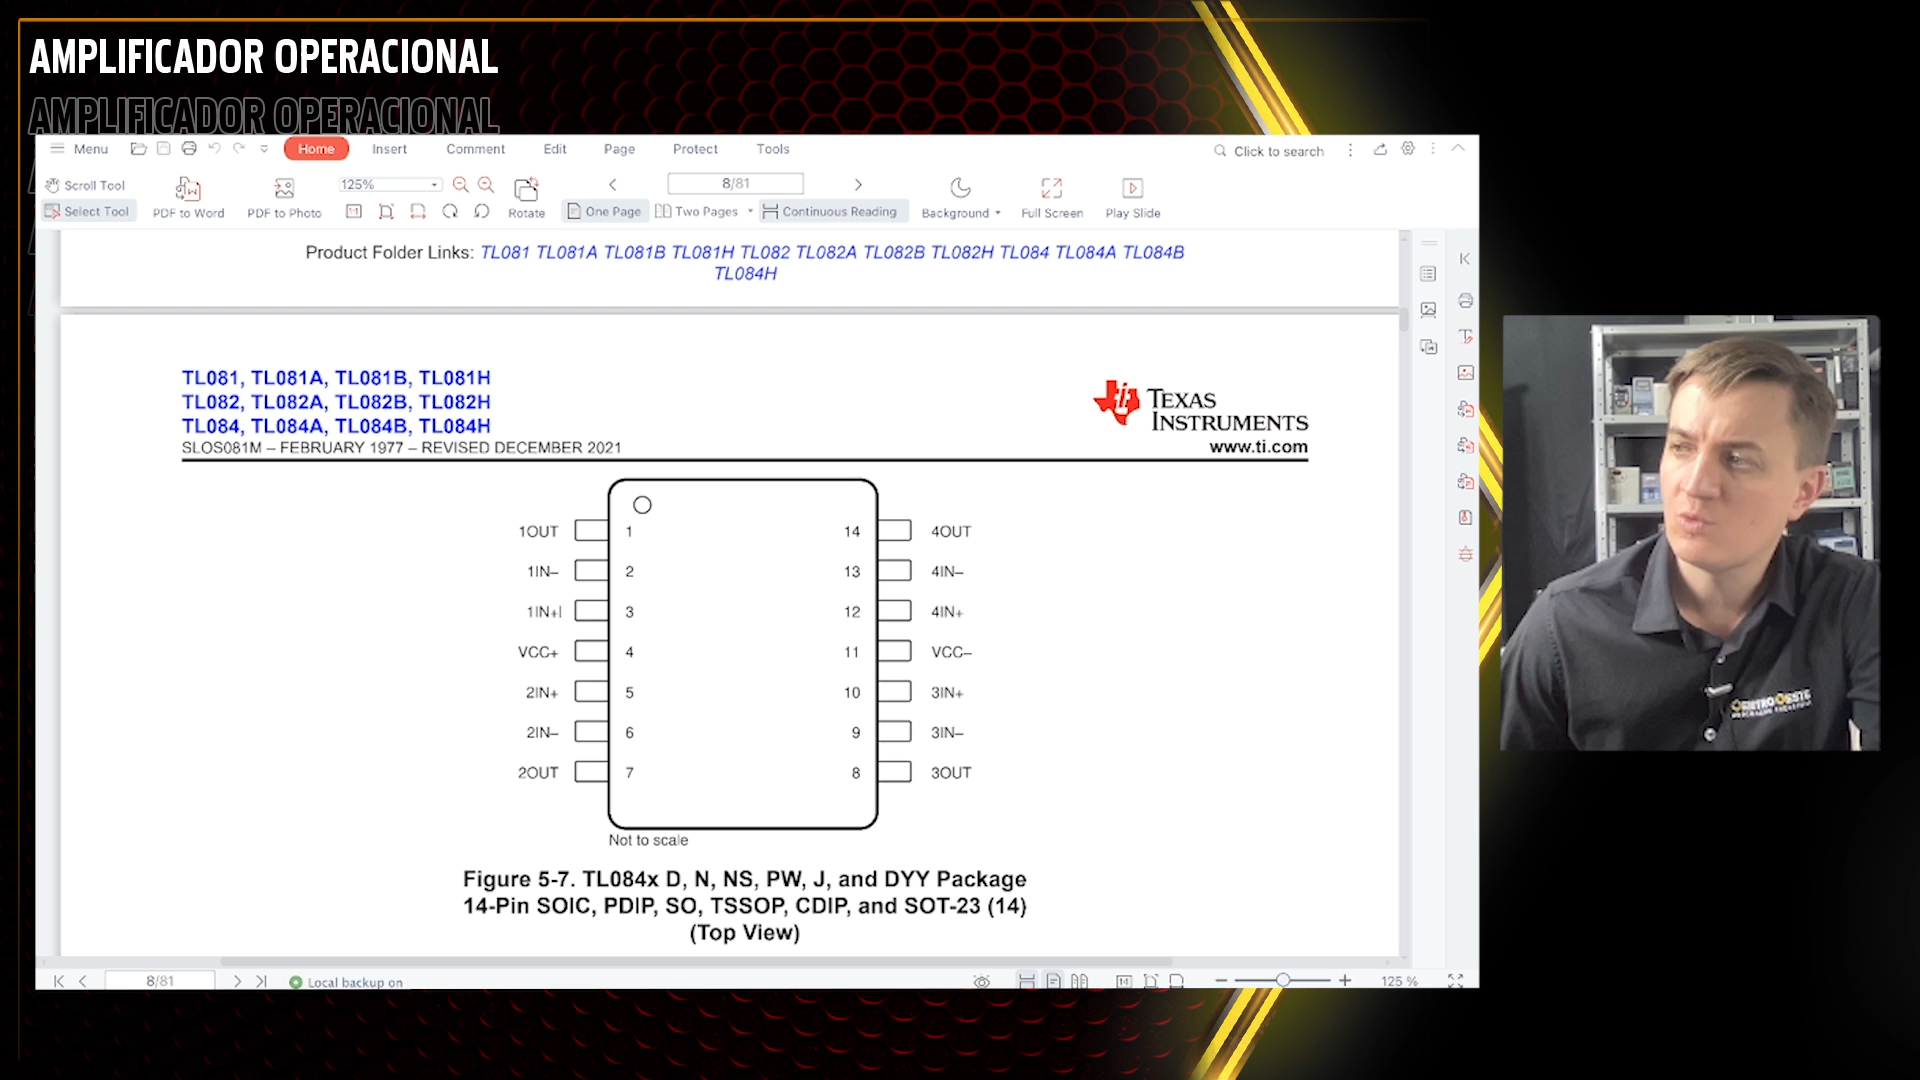 AMPLIFICADOR OPERACIONAL
AMPLIFICADOR OPERACIONAL
Menu Home Insert Comment Edit Page Protect Tools Click to search
Scroll Tool 125% 8/81
Select Tool PDF to Word PDF to Photo Rotate One Page Two Pages Continuous Reading Background Full Screen Play Slide
Product Folder Links: TL081 TL081A TL081B TL081H TL082 TL082A TL082B TL082H TL084 TL084A TL084B
TL084H
TL081, TL081A, TL081B, TL081H
TL082, TL082A, TL082B, TL082H
TL084, TL084A, TL084B, TL084H
SLOS081M – FEBRUARY 1977 – REVISED DECEMBER 2021
TEXAS
INSTRUMENTS
www.ti.com
1OUT 1 14 4OUT
1IN– 2 13 4IN–
1IN+ 3 12 4IN+
VCC+ 4 11 VCC–
2IN+ 5 10 3IN+
2IN– 6 9 3IN–
2OUT 7 8 3OUT
Not to scale
Figure 5-7. TL084x D, N, NS, PW, J, and DYY Package
14-Pin SOIC, PDIP, SO, TSSOP, CDIP, and SOT-23 (14)
(Top View)
8/81 Local backup on 125 %